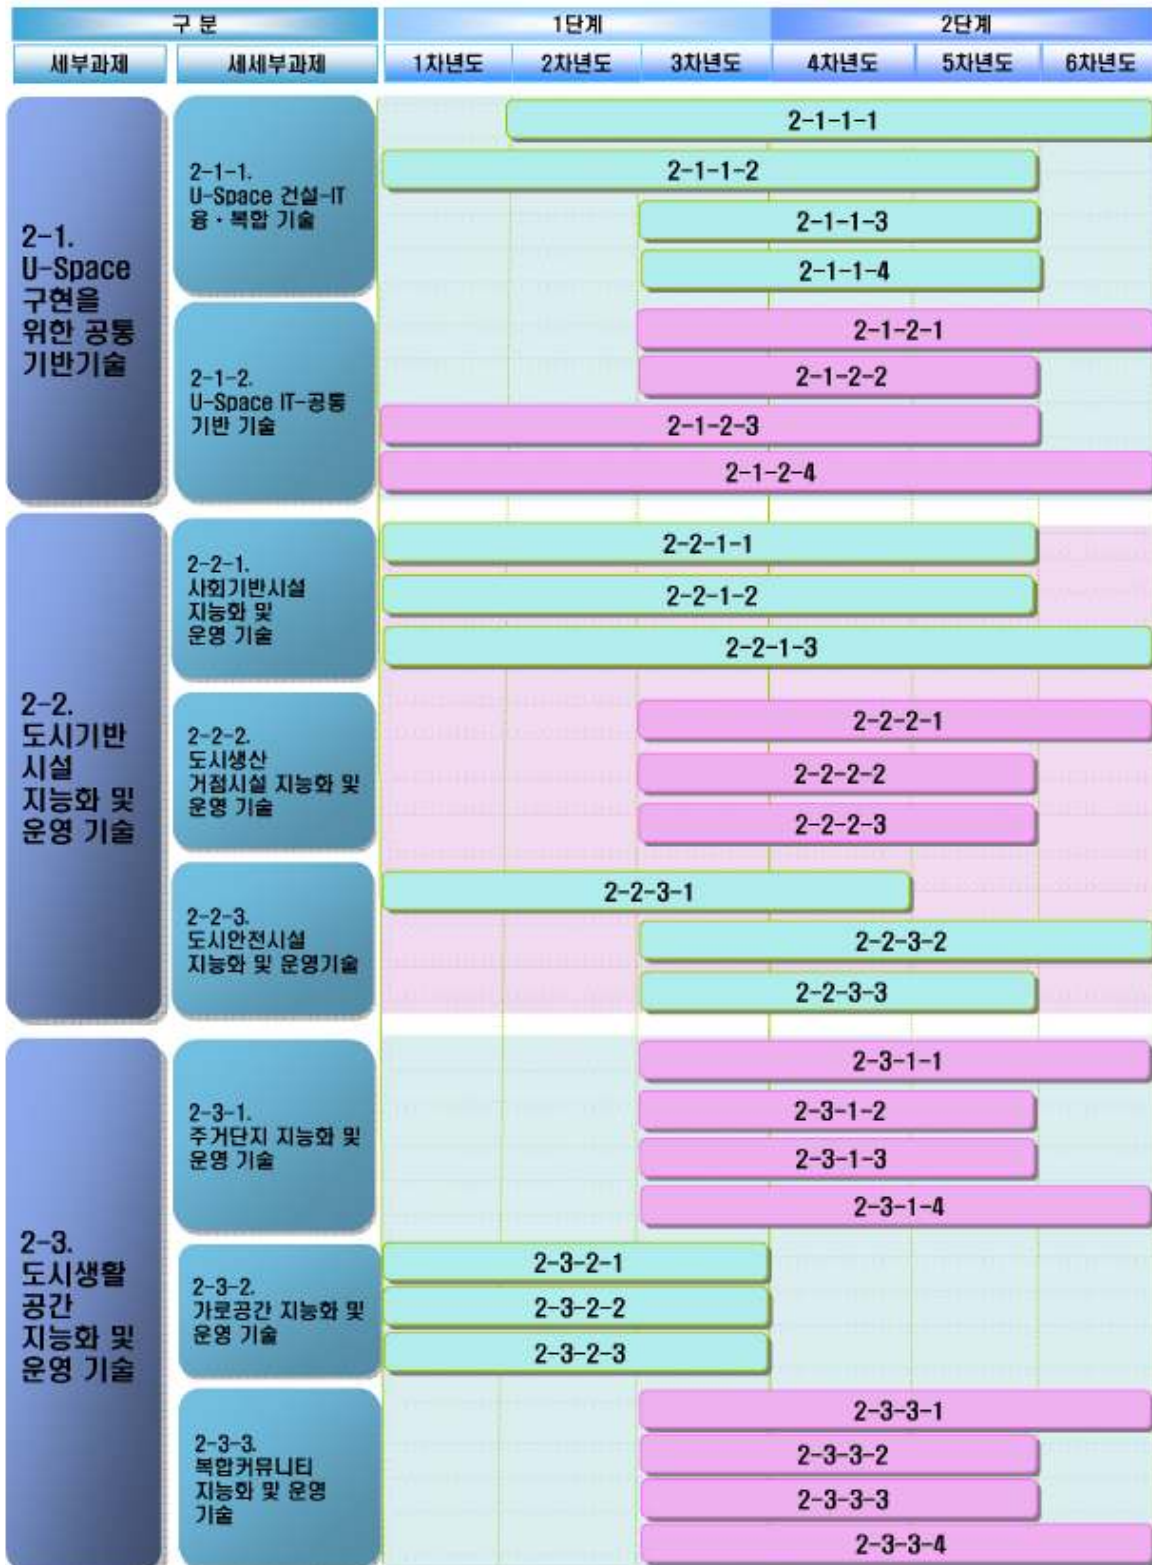 구 분
1단계
2단계
세부과제
세세부과제
1차년도
2차년도
3차년도
4차년도
5차년도
6차년도
2-1.
U-Space
구현을
위한 공통
기반기술
2-1-1.
U-Space 건설-IT
융·복합 기술
2-1-1-1
2-1-1-2
2-1-1-3
2-1-1-4
2-1-2.
U-Space IT-공통
기반 기술
2-1-2-1
2-1-2-2
2-1-2-3
2-1-2-4
2-2.
도시기반
시설
지능화 및
운영 기술
2-2-1.
사회기반시설
지능화 및
운영 기술
2-2-1-1
2-2-1-2
2-2-1-3
2-2-2.
도시생산
거점시설 지능화 및
운영 기술
2-2-2-1
2-2-2-2
2-2-2-3
2-2-3.
도시안전시설
지능화 및 운영기술
2-2-3-1
2-2-3-2
2-2-3-3
2-3.
도시생활
공간
지능화 및
운영 기술
2-3-1.
주거단지 지능화 및
운영 기술
2-3-1-1
2-3-1-2
2-3-1-3
2-3-1-4
2-3-2.
가로공간 지능화 및
운영 기술
2-3-2-1
2-3-2-2
2-3-2-3
2-3-3.
복합커뮤니티
지능화 및 운영
기술
2-3-3-1
2-3-3-2
2-3-3-3
2-3-3-4